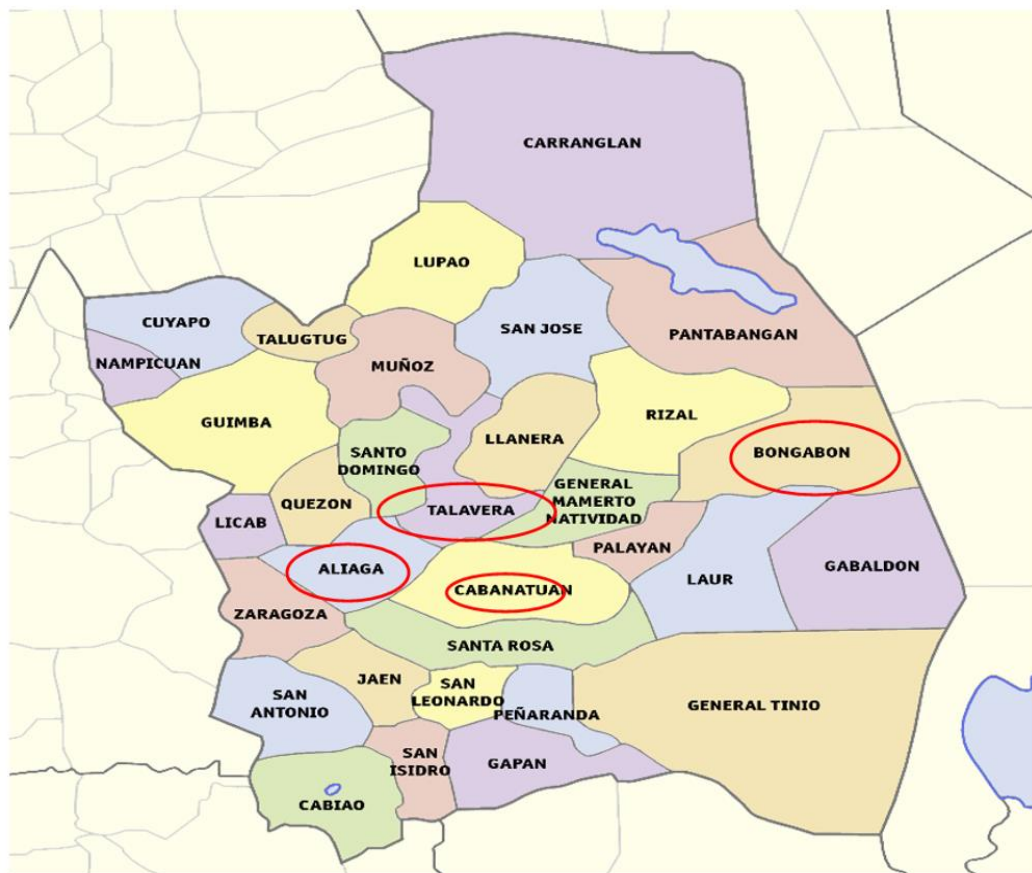 CARRANGLAN
LUPAO
CUYAPO
TALUGTUG
SAN JOSE
PANTABANGAN
NAMPICUAN
MUÑOZ
GUIMBA
RIZAL
LLANERA
SANTO
DOMINGO
BONGABON
QUEZON
GENERAL
MAMERTO
NATIVIDAD
TALAVERA
LICAB
PALAYAN
ALIAGA
LAUR
GABALDON
CABANATUAN
ZARAGOZA
SANTA ROSA
JAEN
SAN
LEONARDO
SAN
ANTONIO
PEÑARANDA
GENERAL TINIO
SAN
ISIDRO
GAPAN
CABIAO